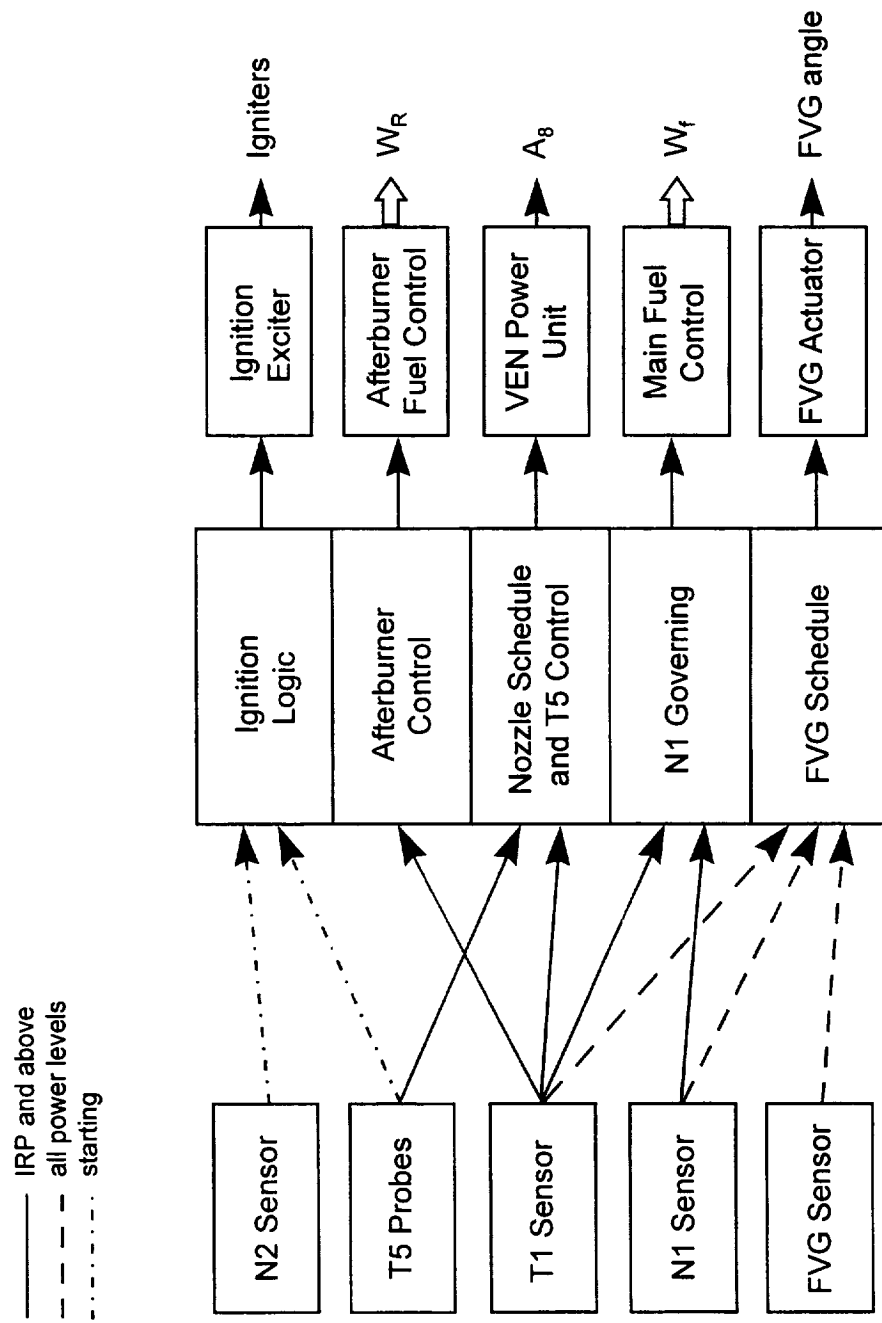 IRP and above
all power levels
starting
N2 Sensor
T5 Probes
T1 Sensor
N1 Sensor
FVG Sensor
Ignition
Logic
Afterburner
Control
Nozzle Schedule
and T5 Control
N1 Governing
FVG Schedule
Ignition
Exciter
Afterburner
Fuel Control
VEN Power
Unit
Main Fuel
Control
FVG Actuator
Igniters
W_R
A_8
W_f
FVG angle